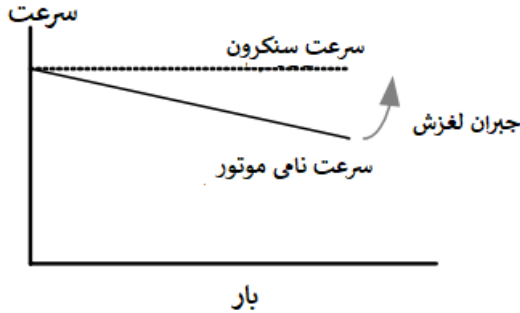 سرعت
سرعت سنکرون
جبران لغزش
سرعت نامی موتور
بار